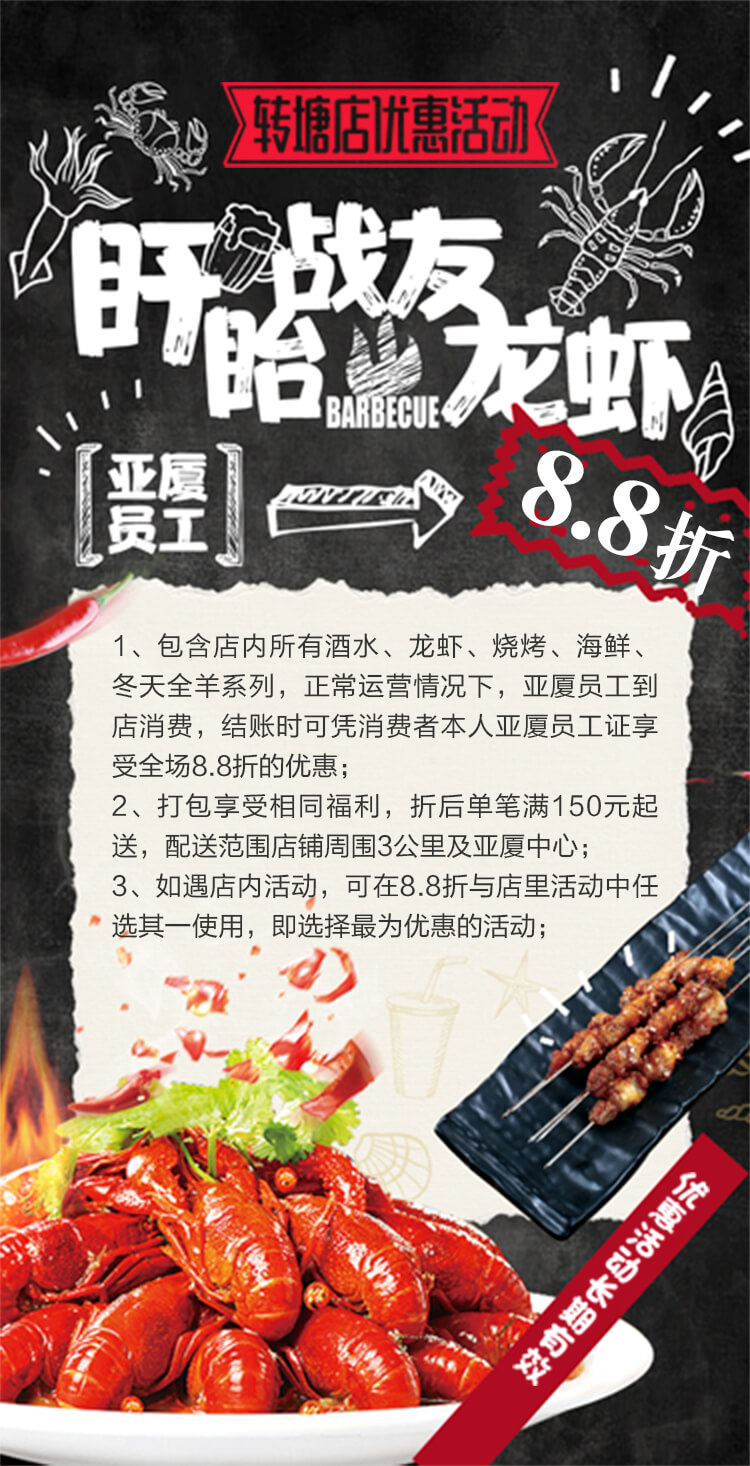 转塘店优惠活动
盱眙战友龙虾
BARBECUE
亚厦
员工
8.8折
1、包含店内所有酒水、龙虾、烧烤、海鲜、
冬天全羊系列，正常运营情况下，亚厦员工到
店消费，结账时可凭消费者本人亚厦员工证享
受全场8.8折的优惠；
2、打包享受相同福利，折后单笔满150元起
送，配送范围店铺周围3公里及亚厦中心；
3、如遇店内活动，可在8.8折与店里活动中任
选其一使用，即选择最为优惠的活动；
优惠活动长期有效